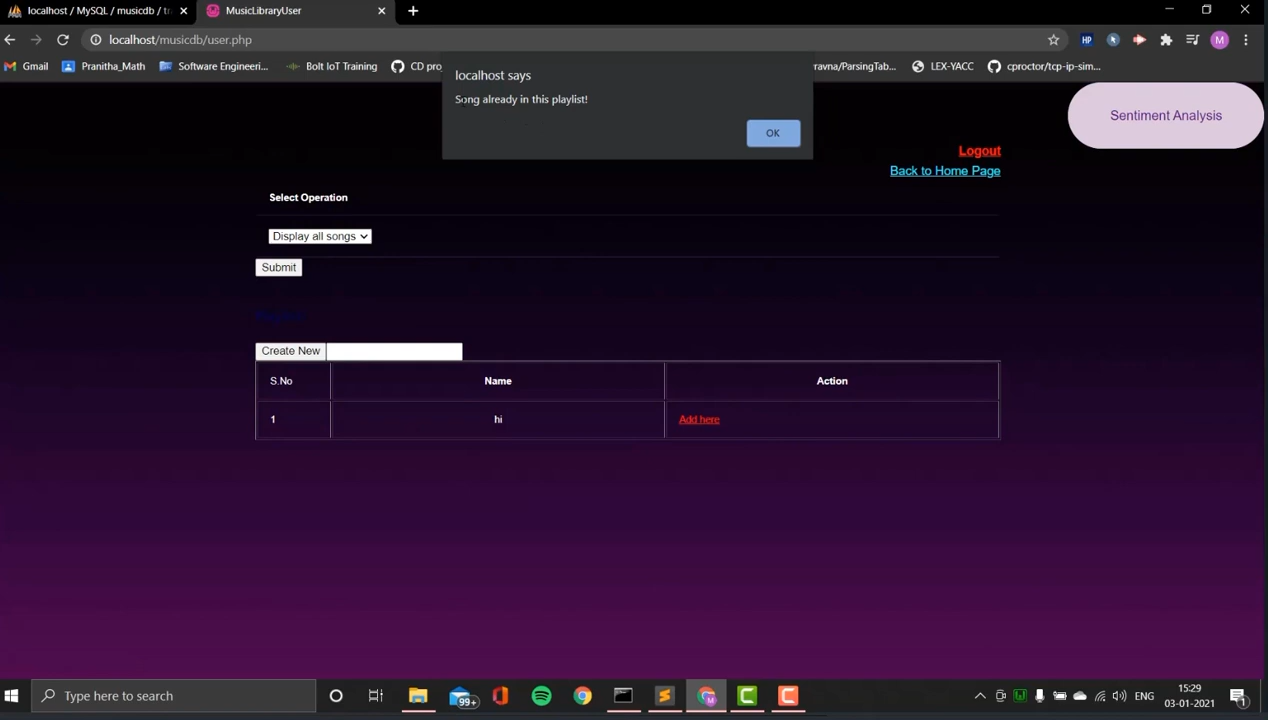 localhost / MySQL / musicdb / tr
MusicLibraryUser
localhost/musicdb/user.php
Gmail
Pranitha_Math
Software Engineeri...
Bolt IoT Training
CD pro
ravna/ParsingTab...
LEX-YACC
cproctor/tcp-ip-sim...
localhost says
Song already in this playlist!
OK
Sentiment Analysis
Logout
Back to Home Page
Select Operation
Display all songs
Submit
Create New
S.No Name Action
1 hi Add here
Type here to search
99+
ENG
15:29
03-01-2021
1
HP
M